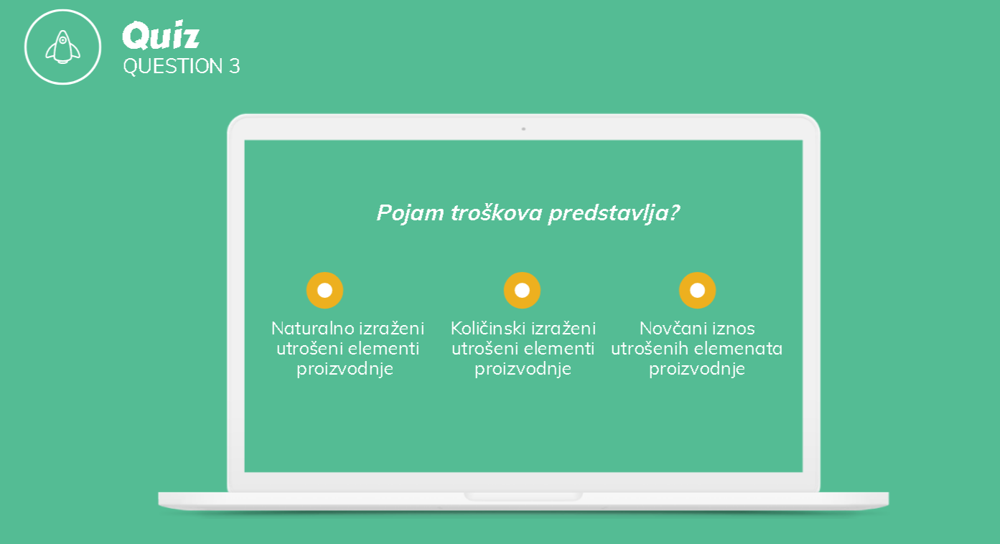 Quiz
QUESTION 3
Pojam troškova predstavlja?
Naturalno izraženi
utrošeni elementi
proizvodnje
Količinski izraženi
utrošeni elementi
proizvodnje
Novčani iznos
utrošenih elemenata
proizvodnje